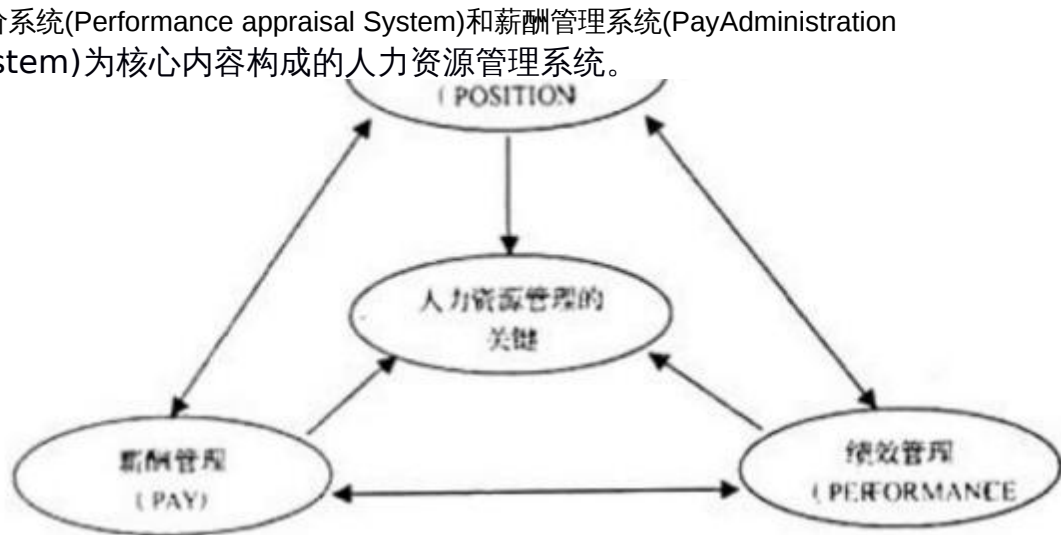 系统(Performance appraisal System)和薪酬管理系统(PayAdministration
stem)为核心内容构成的人力资源管理系统。
( POSITION
人力资源管理的
关键
薪酬管理
( PAY)
绩效管理
( PERFORMANCE